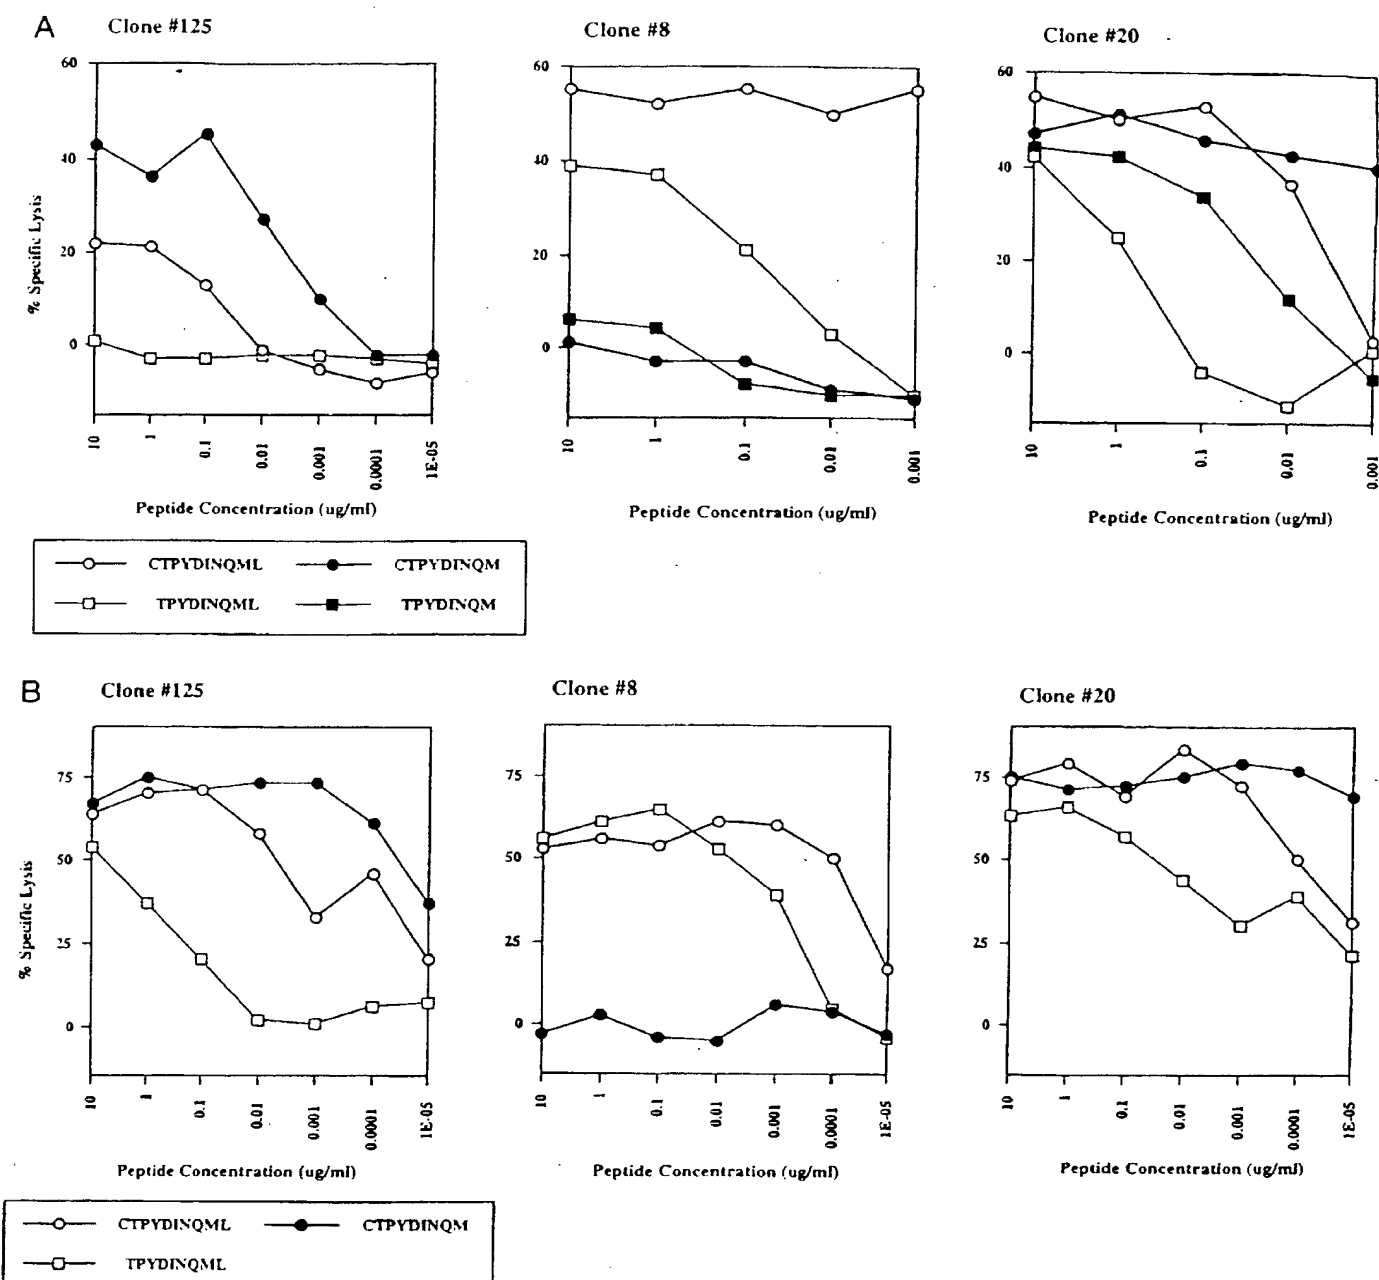 A
Clone #125
Clone #8
Clone #20
% Specific Lysis
60
40
20
0
10
1
0.1
0.01
0.001
0.0001
1E-05
Peptide Concentration (ug/ml)
60
40
20
0
10
1
0.1
0.01
0.001
Peptide Concentration (ug/ml)
60
40
20
0
10
1
0.1
0.01
0.001
Peptide Concentration (ug/ml)
CTPYDINQML CTPYDINQM
TPYDINQML TPYDINQM
B
Clone #125
Clone #8
Clone #20
% Specific Lysis
75
50
25
0
10
1
0.1
0.01
0.001
0.0001
1E-05
Peptide Concentration (ug/ml)
75
50
25
0
10
1
0.1
0.01
0.001
0.0001
1E-05
Peptide Concentration (ug/ml)
75
50
25
0
10
1
0.1
0.01
0.001
0.0001
1E-05
Peptide Concentration (ug/ml)
CTPYDINQML CTPYDINQM
TPYDINQML